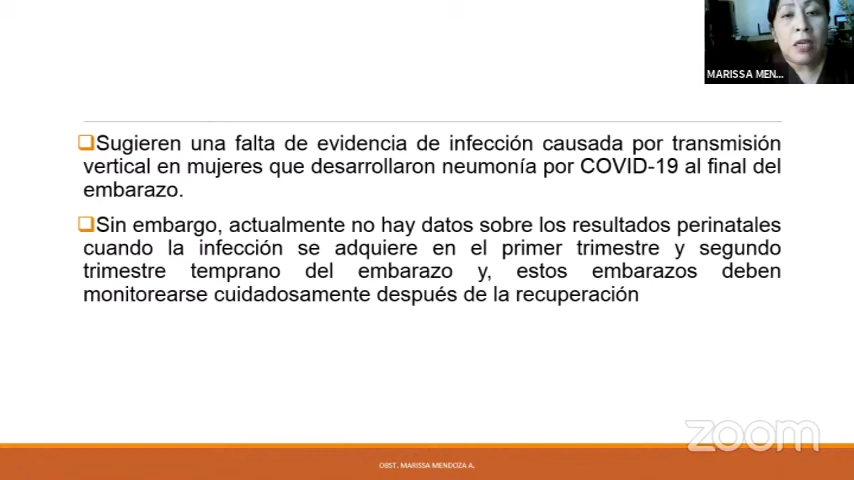 MARISSA MEN...
Sugieren una falta de evidencia de infección causada por transmisión
vertical en mujeres que desarrollaron neumonía por COVID-19 al final del
embarazo.
Sin embargo, actualmente no hay datos sobre los resultados perinatales
cuando la infección se adquiere en el primer trimestre y segundo
trimestre temprano del embarazo y, estos embarazos deben
monitorearse cuidadosamente después de la recuperación
zoom
OBST. MARISSA MENDOZA A.